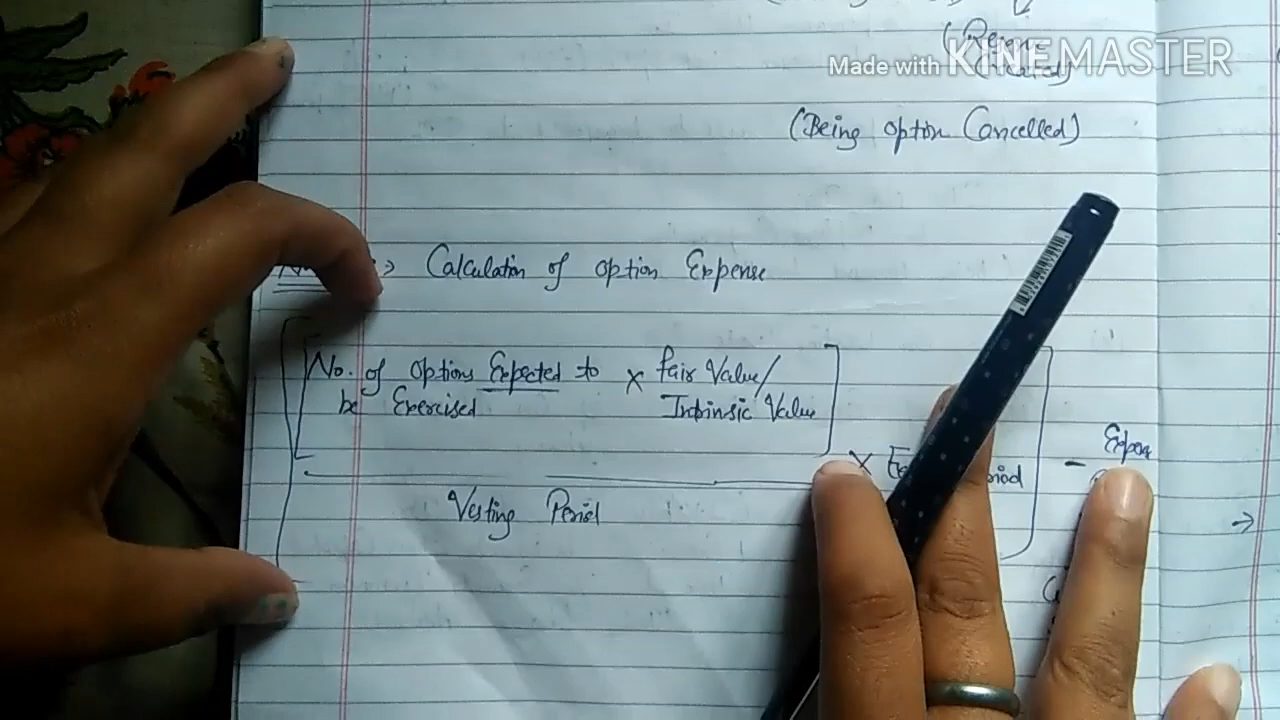 Made with KINEMASTER
(Being option Cancelled)
Calculation of option Expense
No. of options Expected to × Fair Value/
be Exercised Intrinsic Value
×
-
Vesting Period
→